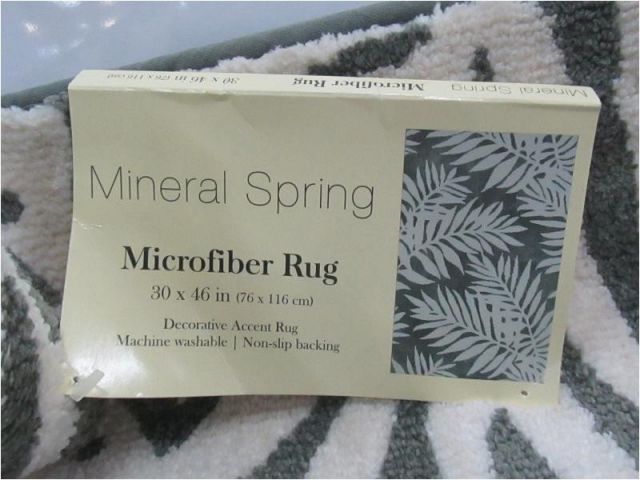 Mineral Spring Microfiber Rug 30 x 46 in (76 x 116 cm)
Mineral Spring
Microfiber Rug
30 x 46 in (76 x 116 cm)
Decorative Accent Rug
Machine washable | Non-slip backing